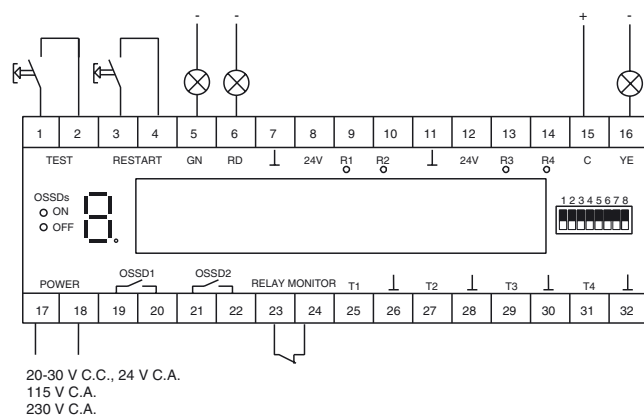 - - + -
1 2 3 4 5 6 7 8 9 10 11 12 13 14 15 16
TEST RESTART GN RD ⊥ 24V R1 R2 ⊥ 24V R3 R4 C YE
OSSDs
ON
OFF
8.
1 2 3 4 5 6 7 8
POWER OSSD1 OSSD2 RELAY MONITOR T1 ⊥ T2 ⊥ T3 ⊥ T4 ⊥
17 18 19 20 21 22 23 24 25 26 27 28 29 30 31 32
20-30 V C.C., 24 V C.A.
115 V C.A.
230 V C.A.